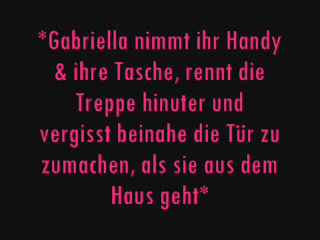 *Gabriella nimmt ihr Handy
& ihre Tasche, rennt die
Treppe hinuter und
vergisst beinahe die Tür zu
zumachen, als sie aus dem
Haus geht*